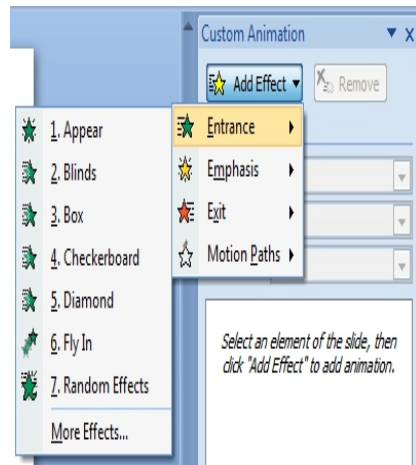 Custom Animation
Add Effect
Remove
Entrance
Emphasis
Exit
Motion Paths
1. Appear
2. Blinds
3. Box
4. Checkerboard
5. Diamond
6. Fly In
7. Random Effects
More Effects...
Select an element of the slide, then
click "Add Effect" to add animation.